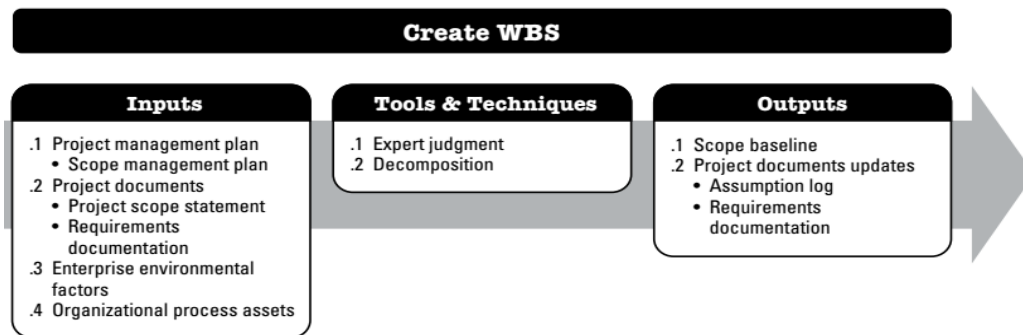 Create WBS
Inputs
.1 Project management plan
• Scope management plan
.2 Project documents
• Project scope statement
• Requirements
documentation
.3 Enterprise environmental
factors
.4 Organizational process assets
Tools & Techniques
.1 Expert judgment
.2 Decomposition
Outputs
.1 Scope baseline
.2 Project documents updates
• Assumption log
• Requirements
documentation